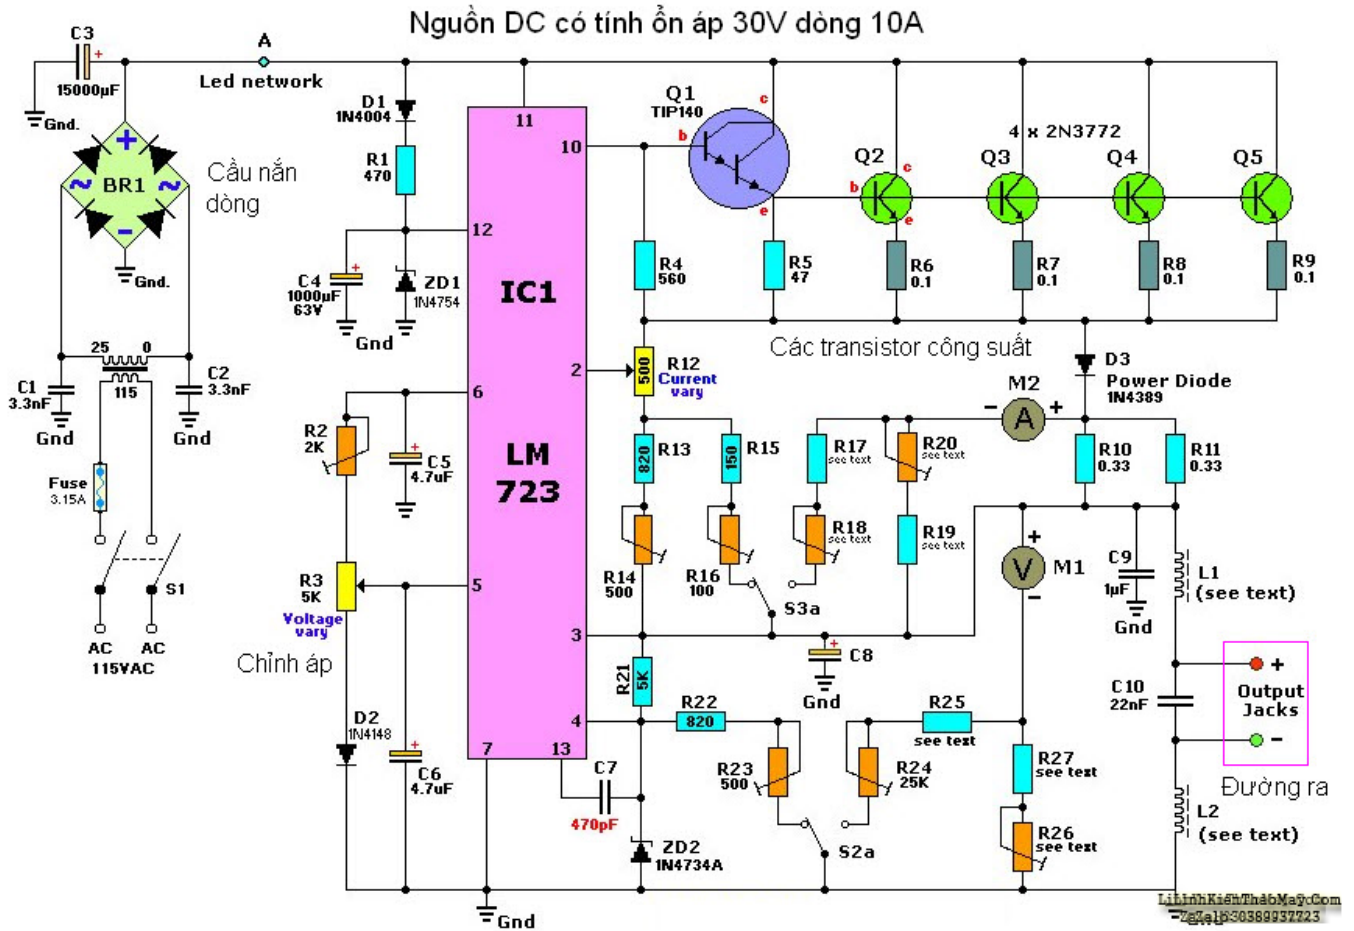 Nguồn DC có tính ổn áp 30V dòng 10A
C3
+
15000µF
Gnd.
A
Led network
D1
1N4004
R1
470
11
10
Q1
TIP140
c
b
e
4 x 2N3772
Q2
c
b
e
Q3
Q4
Q5
+
~
BR1
~
-
Cầu nắn
dòng
Gnd.
12
+
C4
1000µF
63V
Gnd
ZD1
1N4754
IC1
R4
560
R5
47
R6
0.1
R7
0.1
R8
0.1
R9
0.1
Các transistor công suất
25
0
115
C1
3.3nF
Gnd
C2
3.3nF
Gnd
2
500
R12
Current
vary
M2
-
A
+
D3
Power Diode
1N4389
6
R2
2K
+
C5
4.7uF
LM
723
820
R13
150
R15
R17
see text
R20
see text
R10
0.33
R11
0.33
Fuse
3.15A
R14
500
R16
100
R18
see text
R19
see text
S3a
+
V
M1
-
C9
1µF
Gnd
L1
(see text)
S1
AC
AC
115VAC
R3
5K
Voltage
vary
Chỉnh áp
5
3
+
C8
Gnd
R21
5K
+
Output
Jacks
-
C10
22nF
Đường ra
D2
1N4148
+
C6
4.7uF
4
7
13
R22
820
R25
see text
C7
470pF
R23
500
R24
25K
R27
see text
ZD2
1N4734A
S2a
R26
see text
L2
(see text)
Gnd
LiLinhKienThaoMay.Com